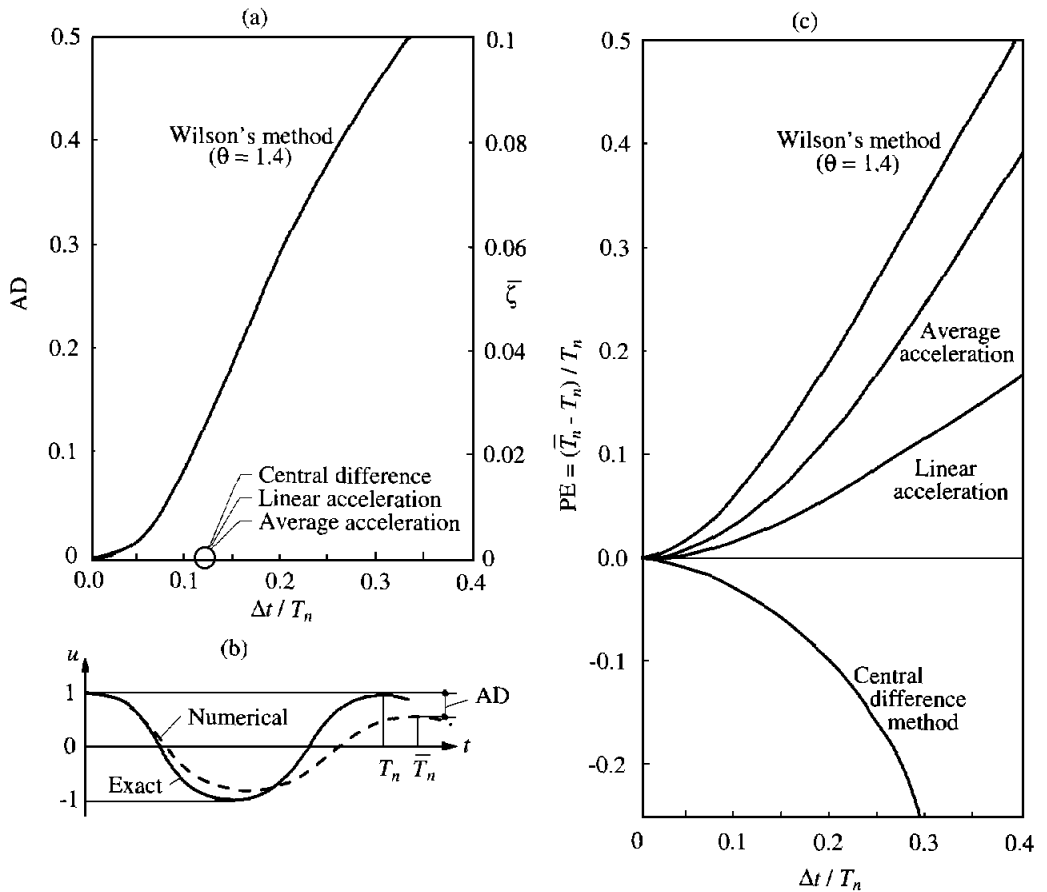 (a)
0.5
0.4
0.3
0.2
0.1
0
AD
0.1
0.08
0.06
0.04
0.02
0
ζ̄
Wilson's method
(θ = 1.4)
Central difference
Linear acceleration
Average acceleration
0.0
0.1
0.2
0.3
0.4
Δt / Tₙ
(b)
u
1
0
-1
Numerical
Exact
AD
t
Tₙ
T̄ₙ
(c)
0.5
0.4
0.3
0.2
0.1
0.0
-0.1
-0.2
PE = (T̄ₙ - Tₙ) / Tₙ
Wilson's method
(θ = 1.4)
Average
acceleration
Linear
acceleration
Central
difference
method
0
0.1
0.2
0.3
0.4
Δt / Tₙ